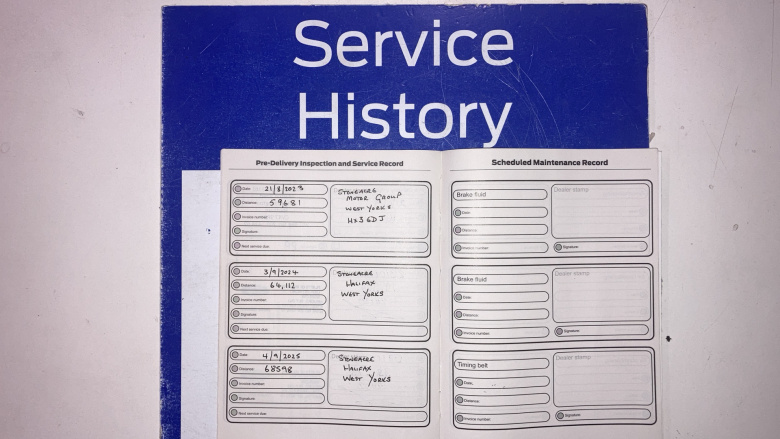 Service
History
Pre-Delivery Inspection and Service Record
Date: 21/8/2023
Distance: 59681
Invoice number:
Signature:
Next service due:
STONEACRE
MOTOR GROUP
WEST YORKS
HX3 6DJ
Date: 3/9/2024
Distance: 64,112
Invoice number:
Signature:
Next service due:
STONEACRE
HALIFAX
WEST YORKS
Date: 4/9/2025
Distance: 68598
Invoice number:
Signature:
Next service due:
STONEACRE
HALIFAX
WEST YORKS
Scheduled Maintenance Record
Brake fluid
Date:
Distance:
Invoice number:
Dealer stamp
Signature:
Brake fluid
Date:
Distance:
Invoice number:
Dealer stamp
Signature:
Timing belt
Date:
Distance:
Invoice number:
Dealer stamp
Signature: